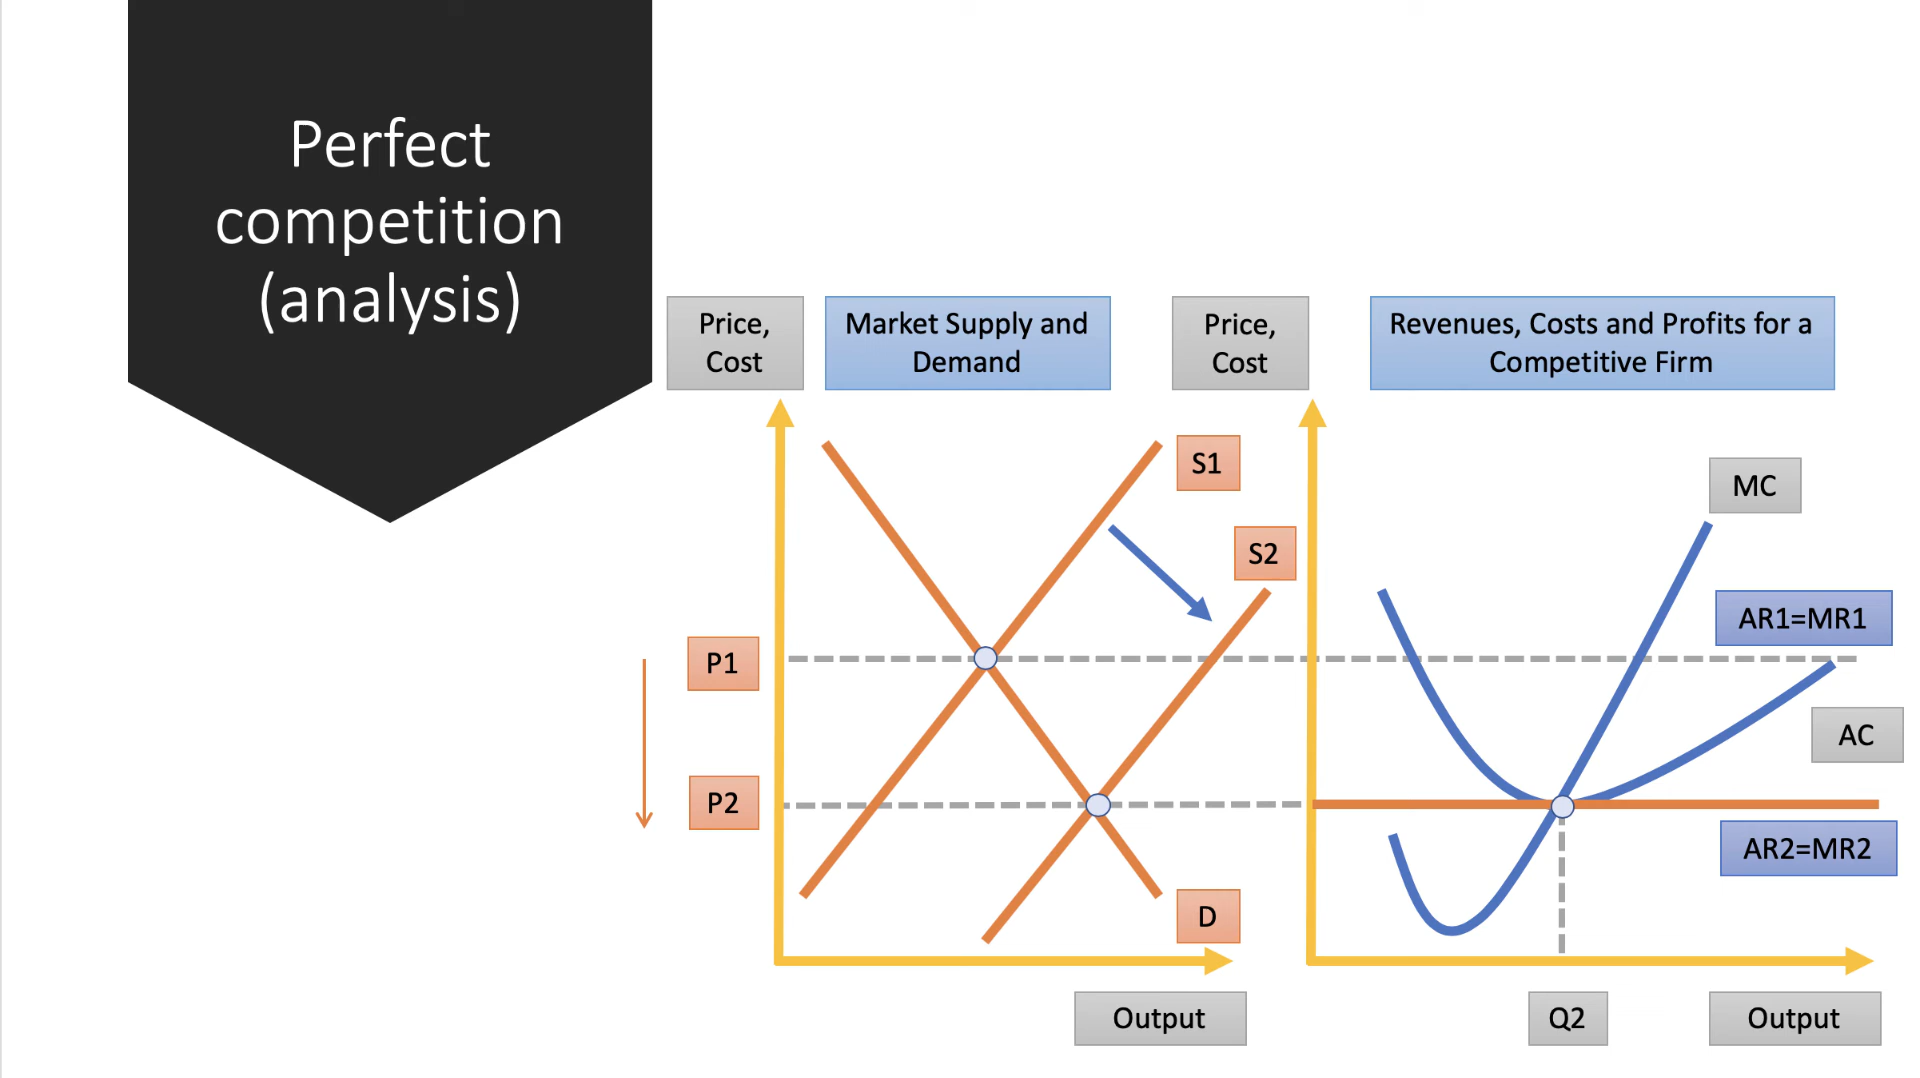 Perfect
competition
(analysis)
Price,
Cost
Market Supply and
Demand
Price,
Cost
Revenues, Costs and Profits for a
Competitive Firm
S1
MC
S2
AR1=MR1
P1
AC
P2
AR2=MR2
D
Output
Q2
Output